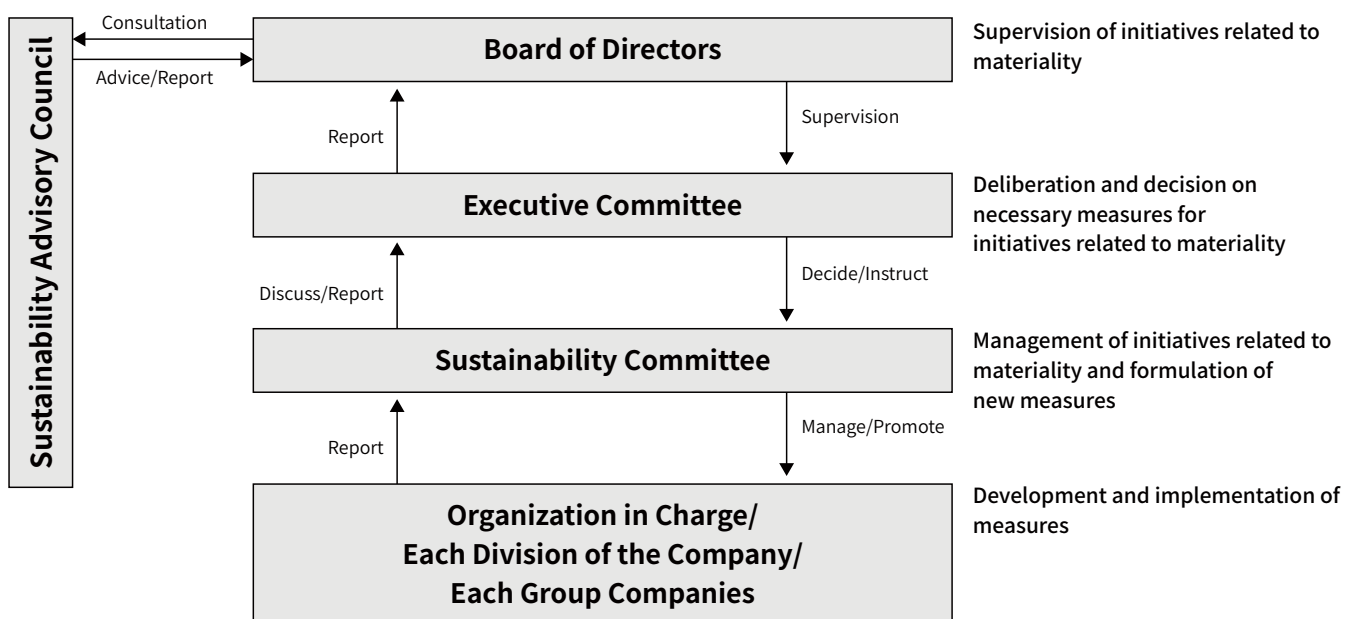 Sustainability Advisory Council
Consultation
Advice/Report
Board of Directors
Supervision of initiatives related to
materiality
Report
Supervision
Executive Committee
Deliberation and decision on
necessary measures for
initiatives related to materiality
Discuss/Report
Decide/Instruct
Sustainability Committee
Management of initiatives related to
materiality and formulation of
new measures
Report
Manage/Promote
Organization in Charge/
Each Division of the Company/
Each Group Companies
Development and implementation of
measures